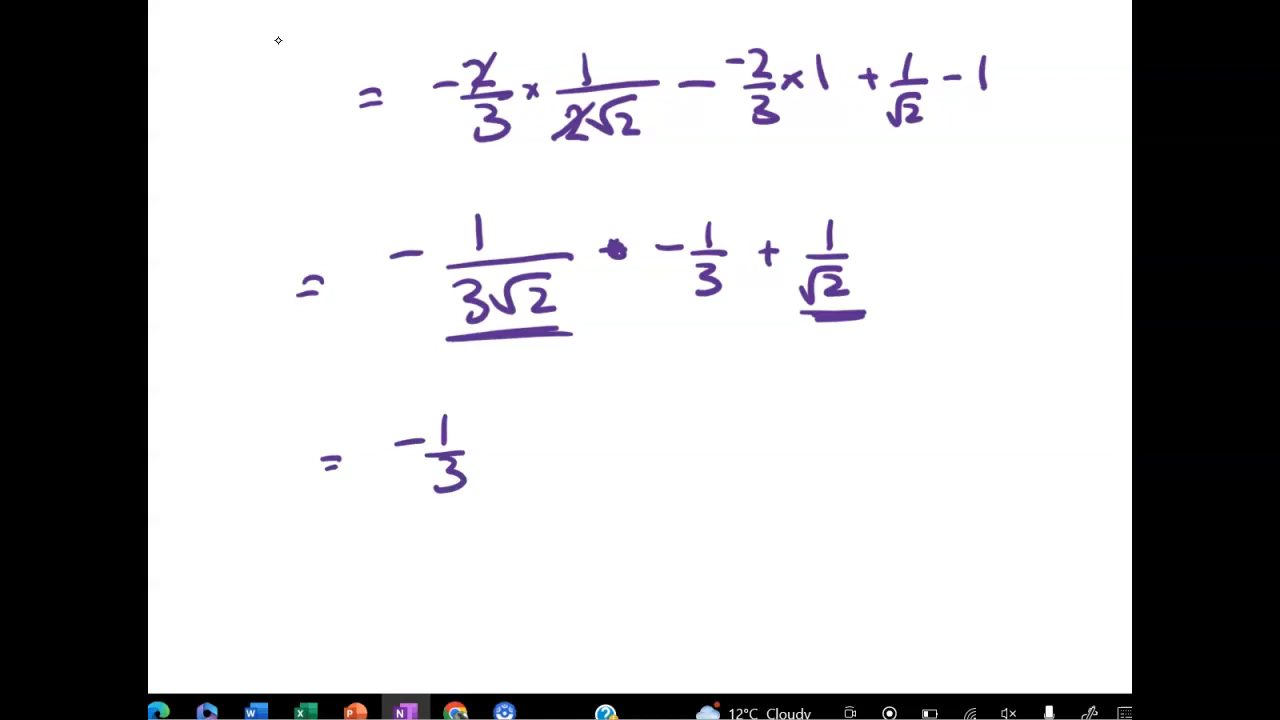 = -2/3 × 1/2√2 - -2/3 × 1 + 1/√2 - 1
= - 1/3√2 - 1/3 + 1/√2
= - 1/3
12°C Cloudy